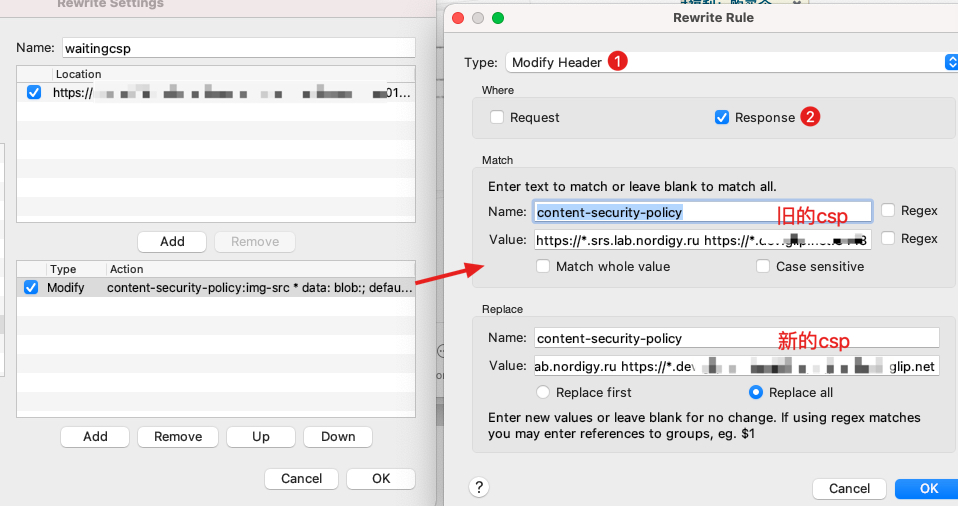 Rewrite Settings
Name: waitingcsp
Location
https:// 01...
Add Remove
Type Action
Modify content-security-policy:img-src * data: blob:; defau...
Add Remove Up Down
Cancel OK
Rewrite Rule
Type: Modify Header 1
Where
Request Response 2
Match
Enter text to match or leave blank to match all.
Name: content-security-policy 旧的csp Regex
Value: https://*.srs.lab.nordigy.ru https://*. Regex
Match whole value Case sensitive
Replace
Name: content-security-policy 新的csp
Value: ab.nordigy.ru https://*.dev glip.net
Replace first Replace all
Enter new values or leave blank for no change. If using regex matches
you may enter references to groups, eg. $1
? Cancel OK